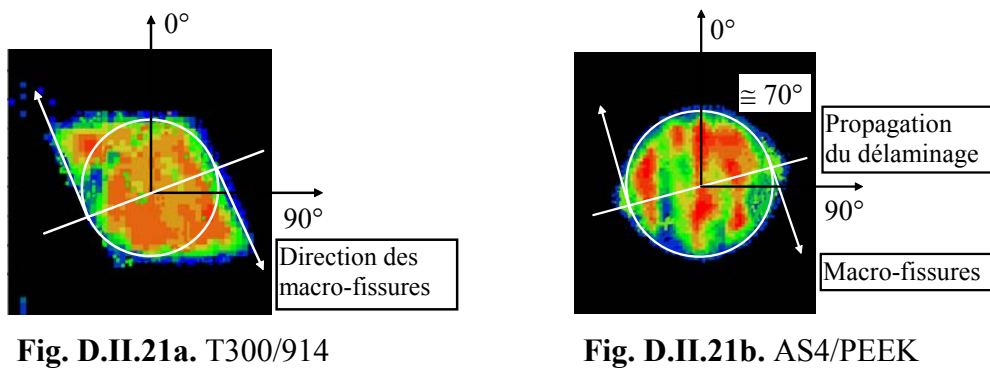 0°
90°
Direction des
macro-fissures
Fig. D.II.21a. T300/914
0°
≅ 70°
Propagation
du délaminage
90°
Macro-fissures
Fig. D.II.21b. AS4/PEEK